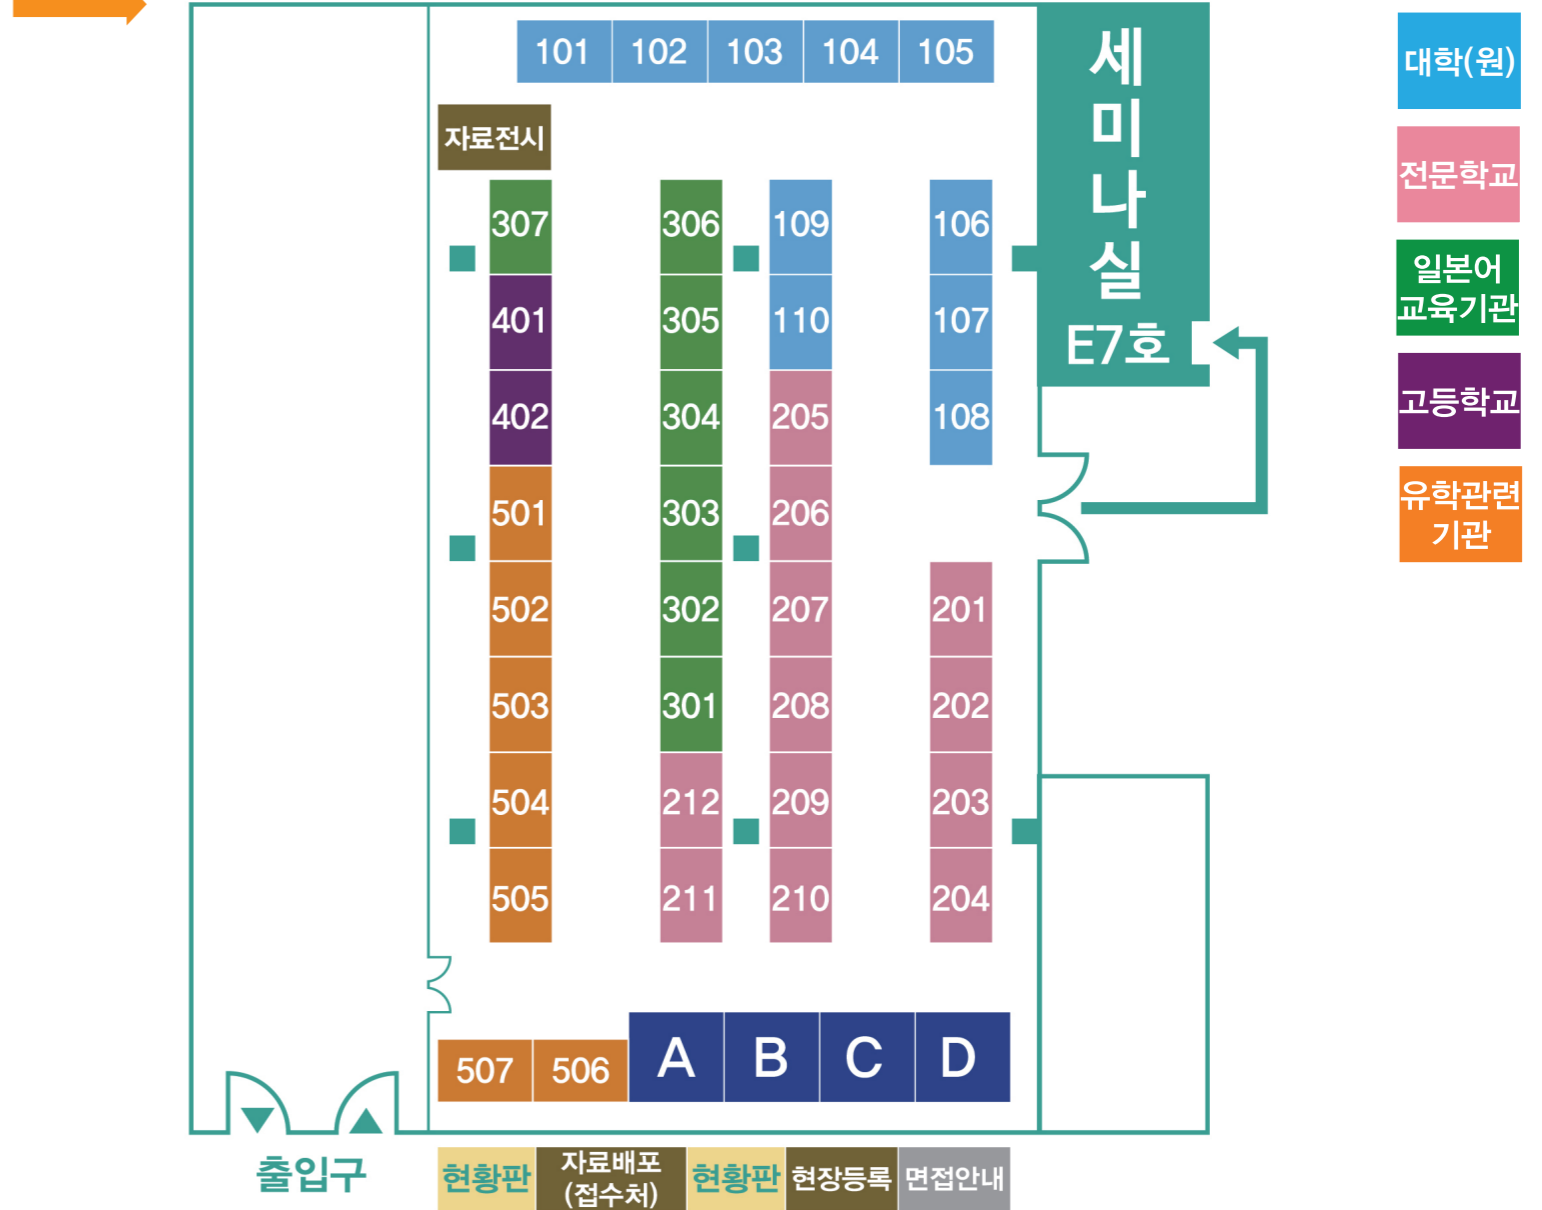 101 102 103 104 105
자료전시
307 306 109 106
401 305 110 107
402 304 205 108
501 303 206
502 302 207 201
503 301 208 202
504 212 209 203
505 211 210 204
507 506 A B C D
출입구
현황판
자료배포
(접수처)
현황판
현장등록
면접안내
세
미
나
실
E7호
대학(원)
전문학교
일본어
교육기관
고등학교
유학관련
기관